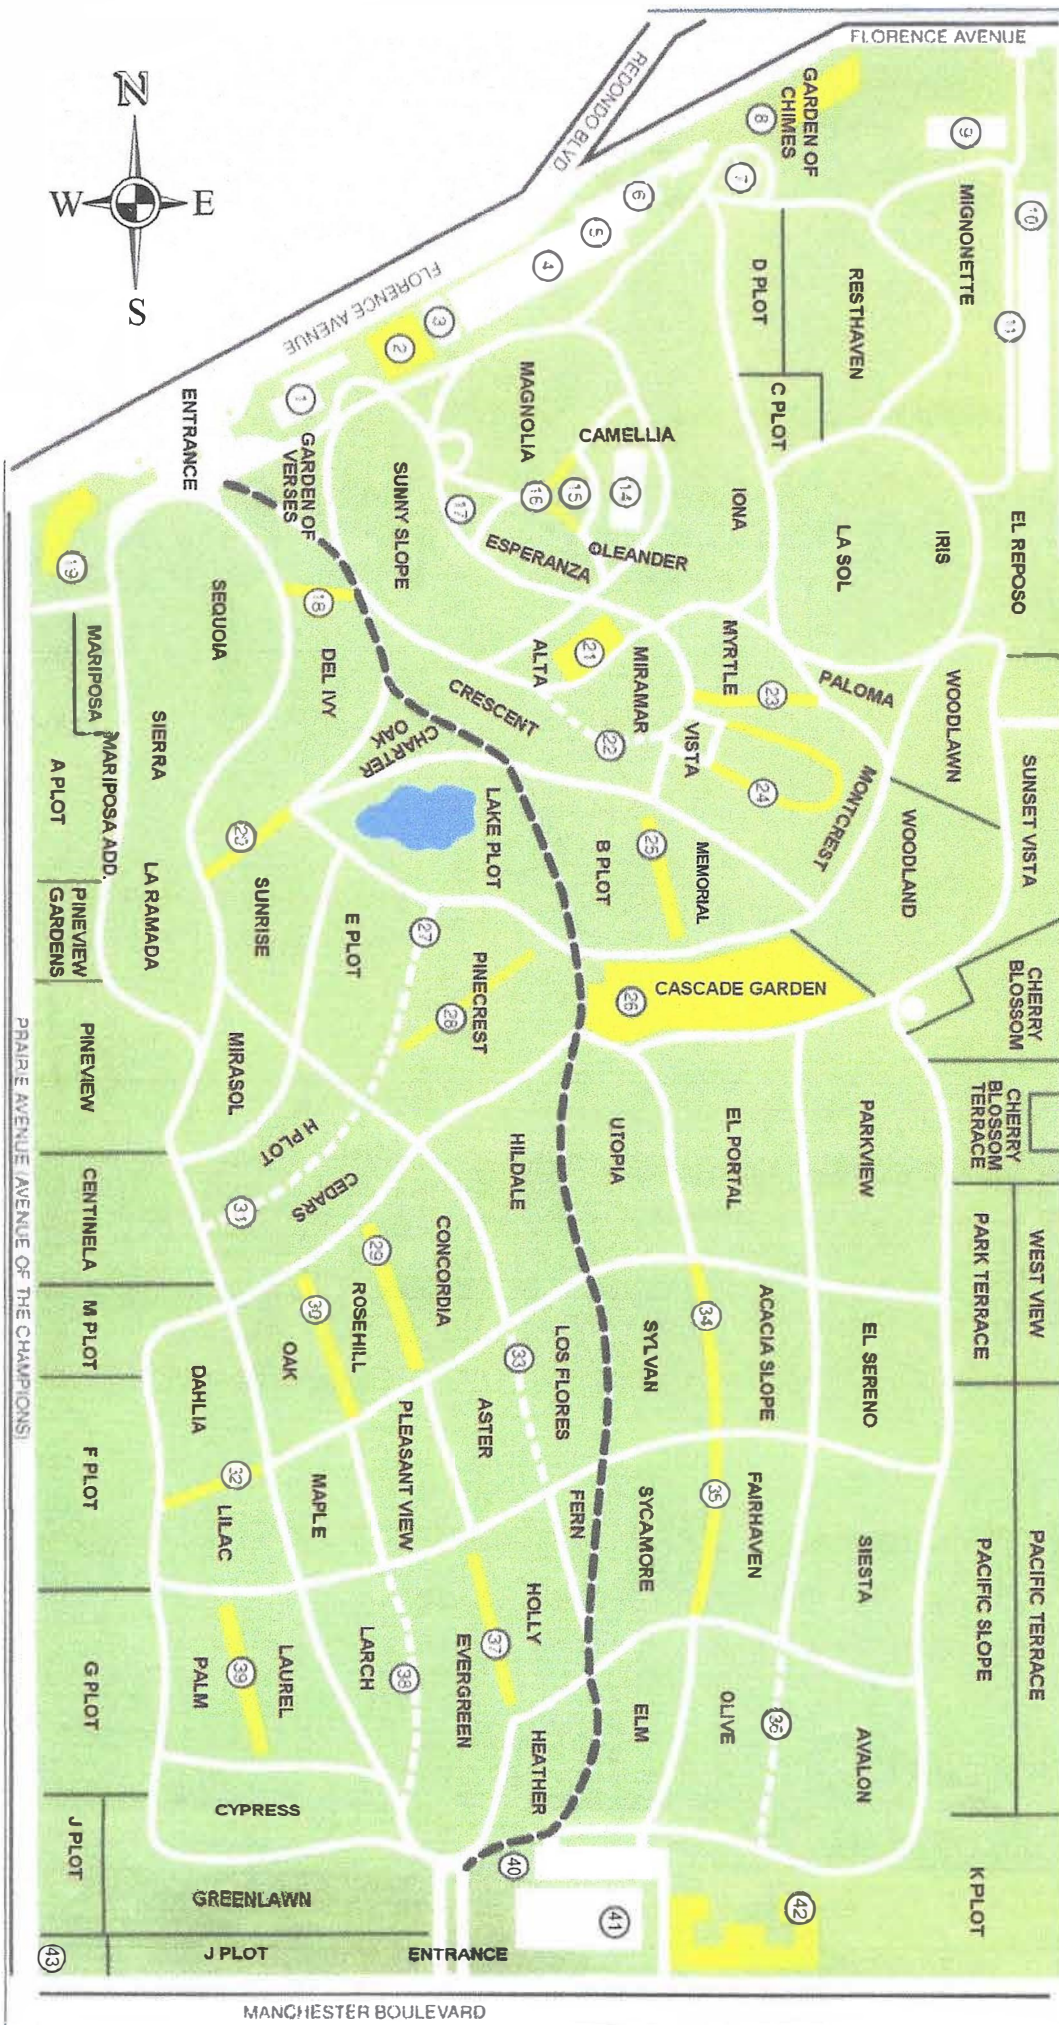 FLORENCE AVENUE
REDONDO BLVD
N
W
E
S
GARDEN OF
CHIMES
8
9
10
7
6
MIGNONETTE
5
4
D PLOT
RESTHAVEN
11
FLORENCE AVENUE
3
2
1
MAGNOLIA
C PLOT
CAMELLIA
ENTRANCE
GARDEN OF
VERSES
SUNNY SLOPE
16
15
14
17
IONA
LA SOL
IRIS
EL REPOSO
ESPERANZA
OLEANDER
19
18
SEQUOIA
MARIPOSA
DEL IVY
ALTA
21
MIRAMAR
MYRTLE
23
PALOMA
WOODLAWN
CRESCENT
CHARTER
OAK
22
VISTA
SIERRA
MARIPOSA ADD.
A PLOT
24
MONTCREST
SUNSET VISTA
20
LAKE PLOT
B PLOT
25
MEMORIAL
WOODLAND
LA RAMADA
SUNRISE
E PLOT
PINEVIEW
GARDENS
27
PINECREST
28
26
CASCADE GARDEN
CHERRY
BLOSSOM
PINEVIEW
MIRASOL
H PLOT
HILDALE
UTOPIA
EL PORTAL
PARKVIEW
CHERRY
BLOSSOM
TERRACE
CENTINELA
31
CEDARS
29
CONCORDIA
PARK TERRACE
WEST VIEW
PRAIRIE AVENUE (AVENUE OF THE CHAMPIONS)
M PLOT
30
ROSEHILL
OAK
33
LOS FLORES
SYLVAN
34
ACACIA SLOPE
EL SERENO
DAHLIA
F PLOT
32
LILAC
MAPLE
PLEASANT VIEW
ASTER
FERN
SYCAMORE
35
FAIRHAVEN
SIESTA
PACIFIC SLOPE
PACIFIC TERRACE
G PLOT
PALM
39
LAUREL
LARCH
38
EVERGREEN
37
HOLLY
HEATHER
ELM
OLIVE
36
AVALON
CYPRESS
J PLOT
GREENLAWN
40
41
42
K PLOT
43
J PLOT
ENTRANCE
MANCHESTER BOULEVARD